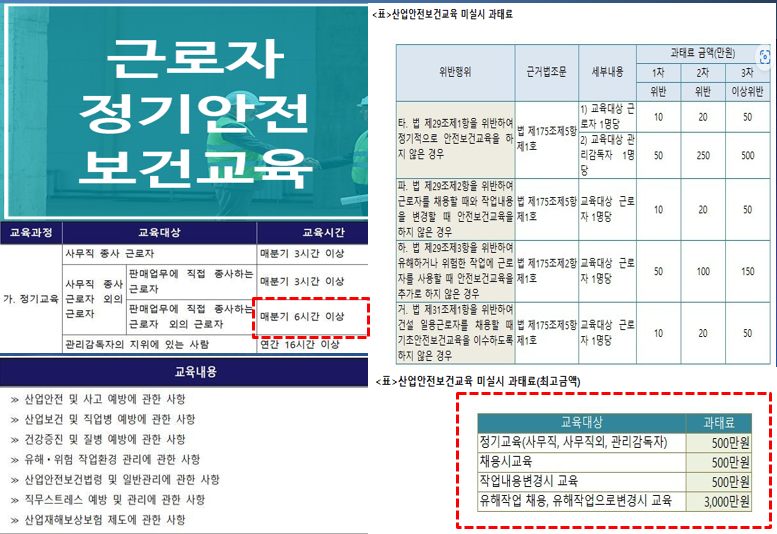 근로자
정기안전
보건교육
교육과정 교육대상 교육시간
가. 정기교육
사무직 종사 근로자 매분기 3시간 이상
사무직 종사
근로자 외의
근로자
판매업무에 직접 종사하는
근로자
매분기 3시간 이상
판매업무에 직접 종사하는
근로자 외의 근로자
매분기 6시간 이상
관리감독자의 지위에 있는 사람 연간 16시간 이상
교육내용
» 산업안전 및 사고 예방에 관한 사항
» 산업보건 및 직업병 예방에 관한 사항
» 건강증진 및 질병 예방에 관한 사항
» 유해・위험 작업환경 관리에 관한 사항
» 산업안전보건법령 및 일반관리에 관한 사항
» 직무스트레스 예방 및 관리에 관한 사항
» 산업재해보상보험 제도에 관한 사항
<표>산업안전보건교육 미실시 과태료
위반행위 근거법조문 세부내용
과태료 금액(만원)
1차 2차 3차
위반 위반 이상위반
타. 법 제29조제1항을 위반하여
정기적으로 안전보건교육을 하
지 않은 경우
법 제175조제5항
제1호
1) 교육대상 근
로자 1명당
10 20 50
2) 교육대상 관
리감독자 1명
당
50 250 500
파. 법 제29조제2항을 위반하여
근로자를 채용할 때와 작업내용
을 변경할 때 안전보건교육을
하지 않은 경우
법 제175조제5항
제1호
교육대상 근로
자 1명당
10 20 50
하. 법 제29조제3항을 위반하여
유해하거나 위험한 작업에 근로
자를 사용할 때 안전보건교육을
추가로 하지 않은 경우
법 제175조제2항
제1호
교육대상 근로
자 1명당
50 100 150
거. 법 제31조제1항을 위반하여
건설 일용근로자를 채용할 때
기초안전보건교육을 이수하도록
하지 않은 경우
법 제175조제5항
제1호
교육대상 근로
자 1명당
10 20 50
<표>산업안전보건교육 미실시 과태료(최고금액)
교육대상 과태료
정기교육(사무직, 사무직외, 관리감독자) 500만원
채용시교육 500만원
작업내용변경시 교육 500만원
유해작업 채용, 유해작업으로변경시 교육 3,000만원